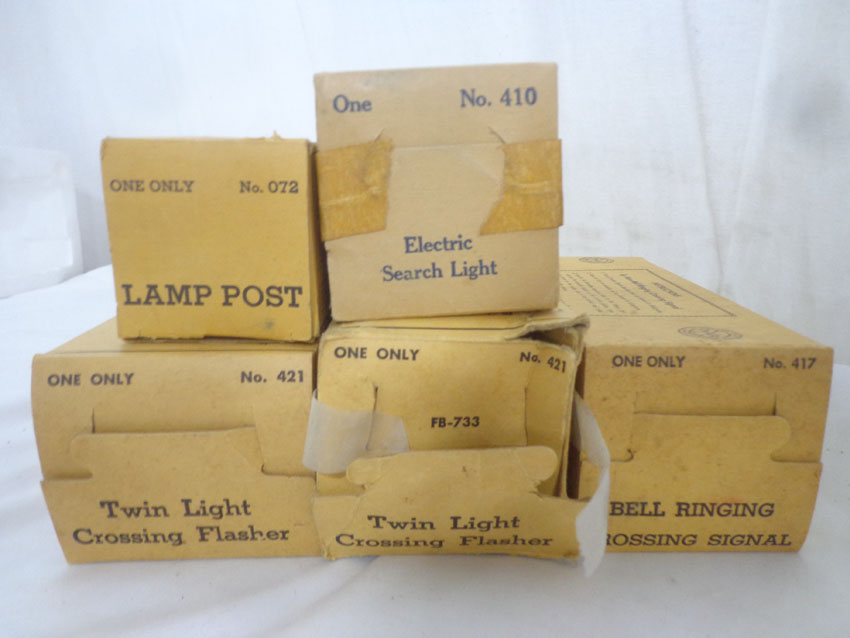 One No. 410
Electric
Search Light
ONE ONLY No. 072
LAMP POST
ONE ONLY No. 421
Twin Light
Crossing Flasher
ONE ONLY No. 421
FB-733
Twin Light
Crossing Flasher
ONE ONLY No. 417
BELL RINGING
ROSSING SIGNAL